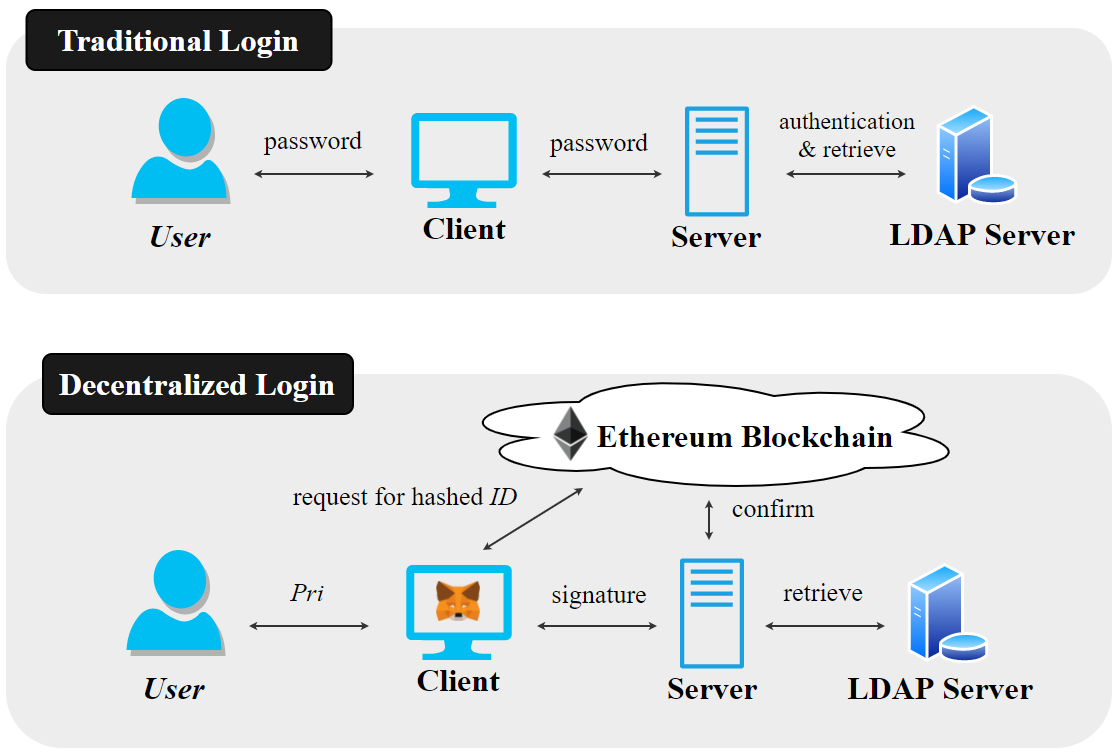 Traditional Login
password
password
authentication
& retrieve
User
Client
Server
LDAP Server
Decentralized Login
Ethereum Blockchain
request for hashed ID
confirm
Pri
signature
retrieve
User
Client
Server
LDAP Server